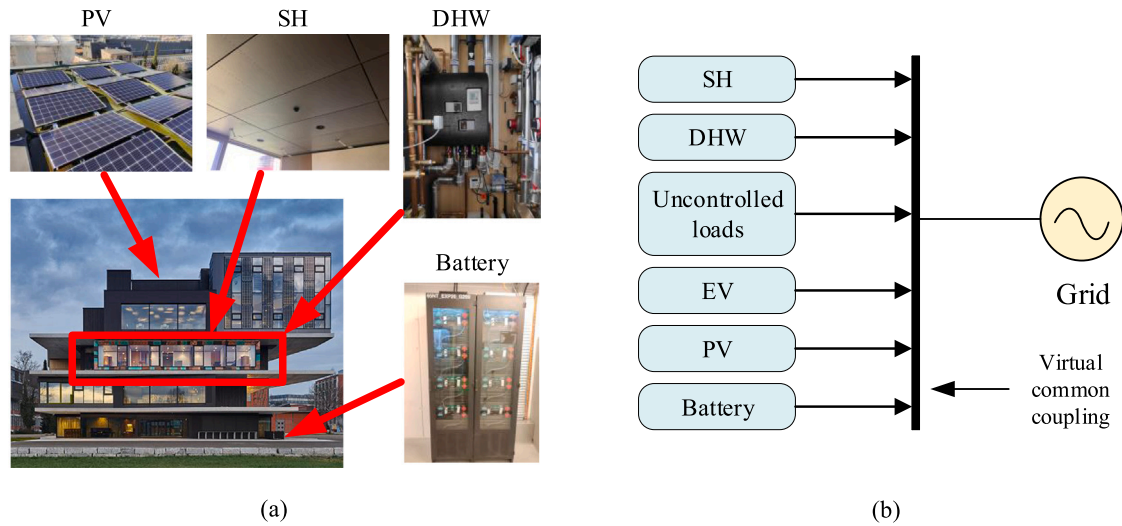 PV
SH
DHW
Battery
(a)
SH
DHW
Uncontrolled
loads
EV
PV
Battery
Grid
Virtual
common
coupling
(b)